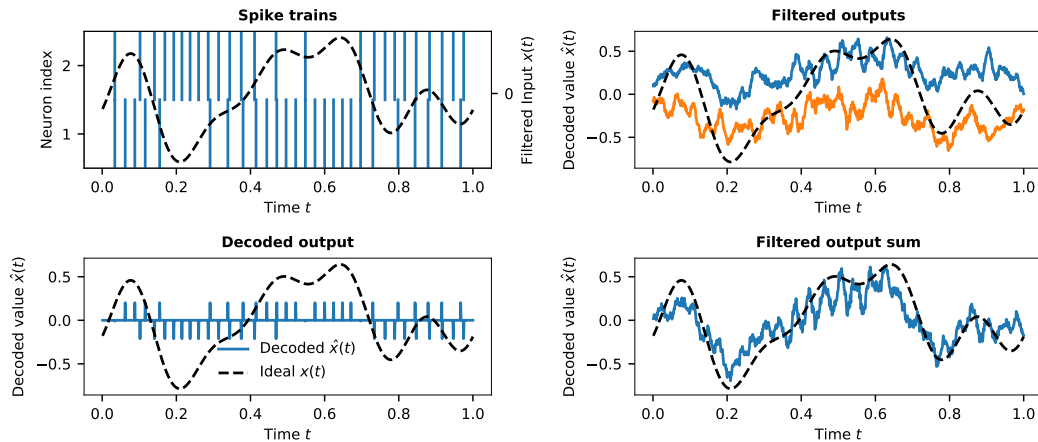 Spike trains
Neuron index
2
1
0
Filtered Input x(t)
0.0 0.2 0.4 0.6 0.8 1.0
Time t
Filtered outputs
Decoded value x̂(t)
0.5
0.0
−0.5
0.0 0.2 0.4 0.6 0.8 1.0
Time t
Decoded output
Decoded value x̂(t)
0.5
0.0
−0.5
Decoded x̂(t)
Ideal x(t)
0.0 0.2 0.4 0.6 0.8 1.0
Time t
Filtered output sum
Decoded value x̂(t)
0.5
0.0
−0.5
0.0 0.2 0.4 0.6 0.8 1.0
Time t